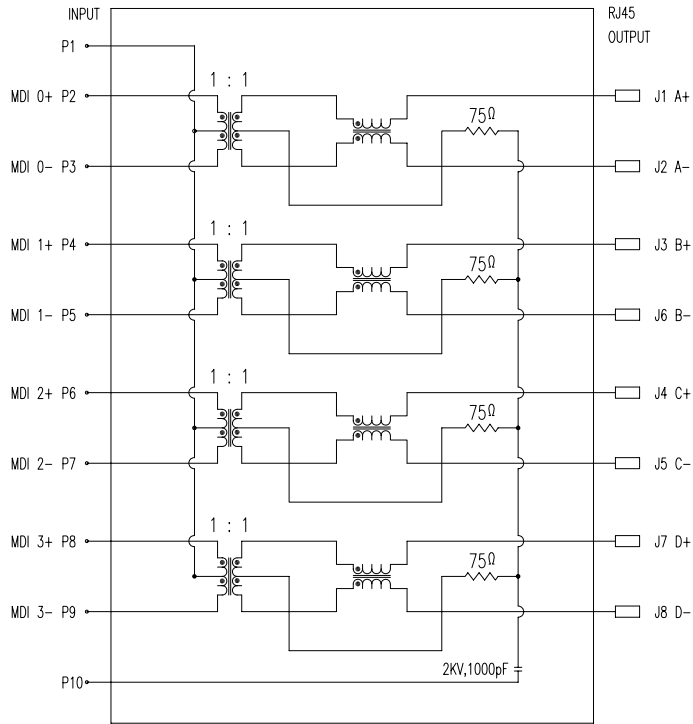 INPUT
RJ45
OUTPUT
P1
1 : 1
MDI 0+ P2
J1 A+
75Ω
MDI 0- P3
J2 A-
1 : 1
MDI 1+ P4
J3 B+
75Ω
MDI 1- P5
J6 B-
1 : 1
MDI 2+ P6
J4 C+
75Ω
MDI 2- P7
J5 C-
1 : 1
MDI 3+ P8
J7 D+
75Ω
MDI 3- P9
J8 D-
2KV,1000pF
P10